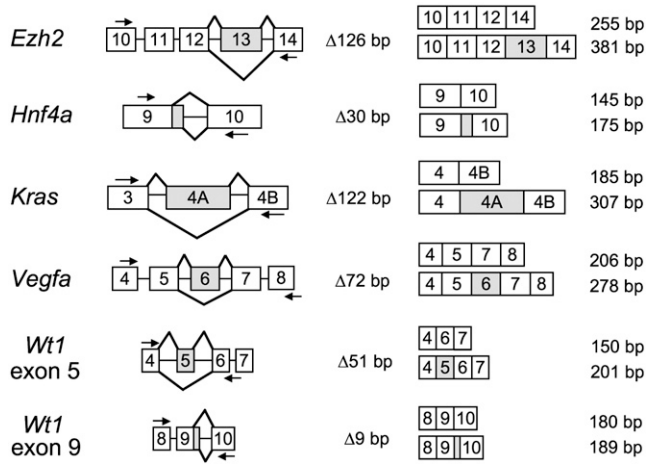 Ezh2 10 11 12 13 14 Δ126 bp 10 11 12 14 255 bp
10 11 12 13 14 381 bp
Hnf4a 9 10 Δ30 bp 9 10 145 bp
9 10 175 bp
Kras 3 4A 4B Δ122 bp 4 4B 185 bp
4 4A 4B 307 bp
Vegfa 4 5 6 7 8 Δ72 bp 4 5 7 8 206 bp
4 5 6 7 8 278 bp
Wt1 exon 5 4 5 6 7 Δ51 bp 4 6 7 150 bp
4 5 6 7 201 bp
Wt1 exon 9 8 9 10 Δ9 bp 8 9 10 180 bp
8 9 10 189 bp